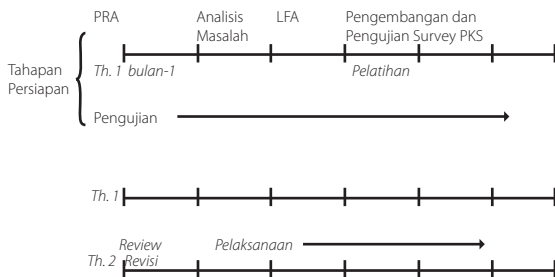 PRA Analisis Masalah LFA Pengembangan dan Pengujian Survey PKS
Tahapan Persiapan
Th. 1 bulan-1 Pelatihan
Pengujian
Th. 1
Review Pelaksanaan
Th. 2 Revisi